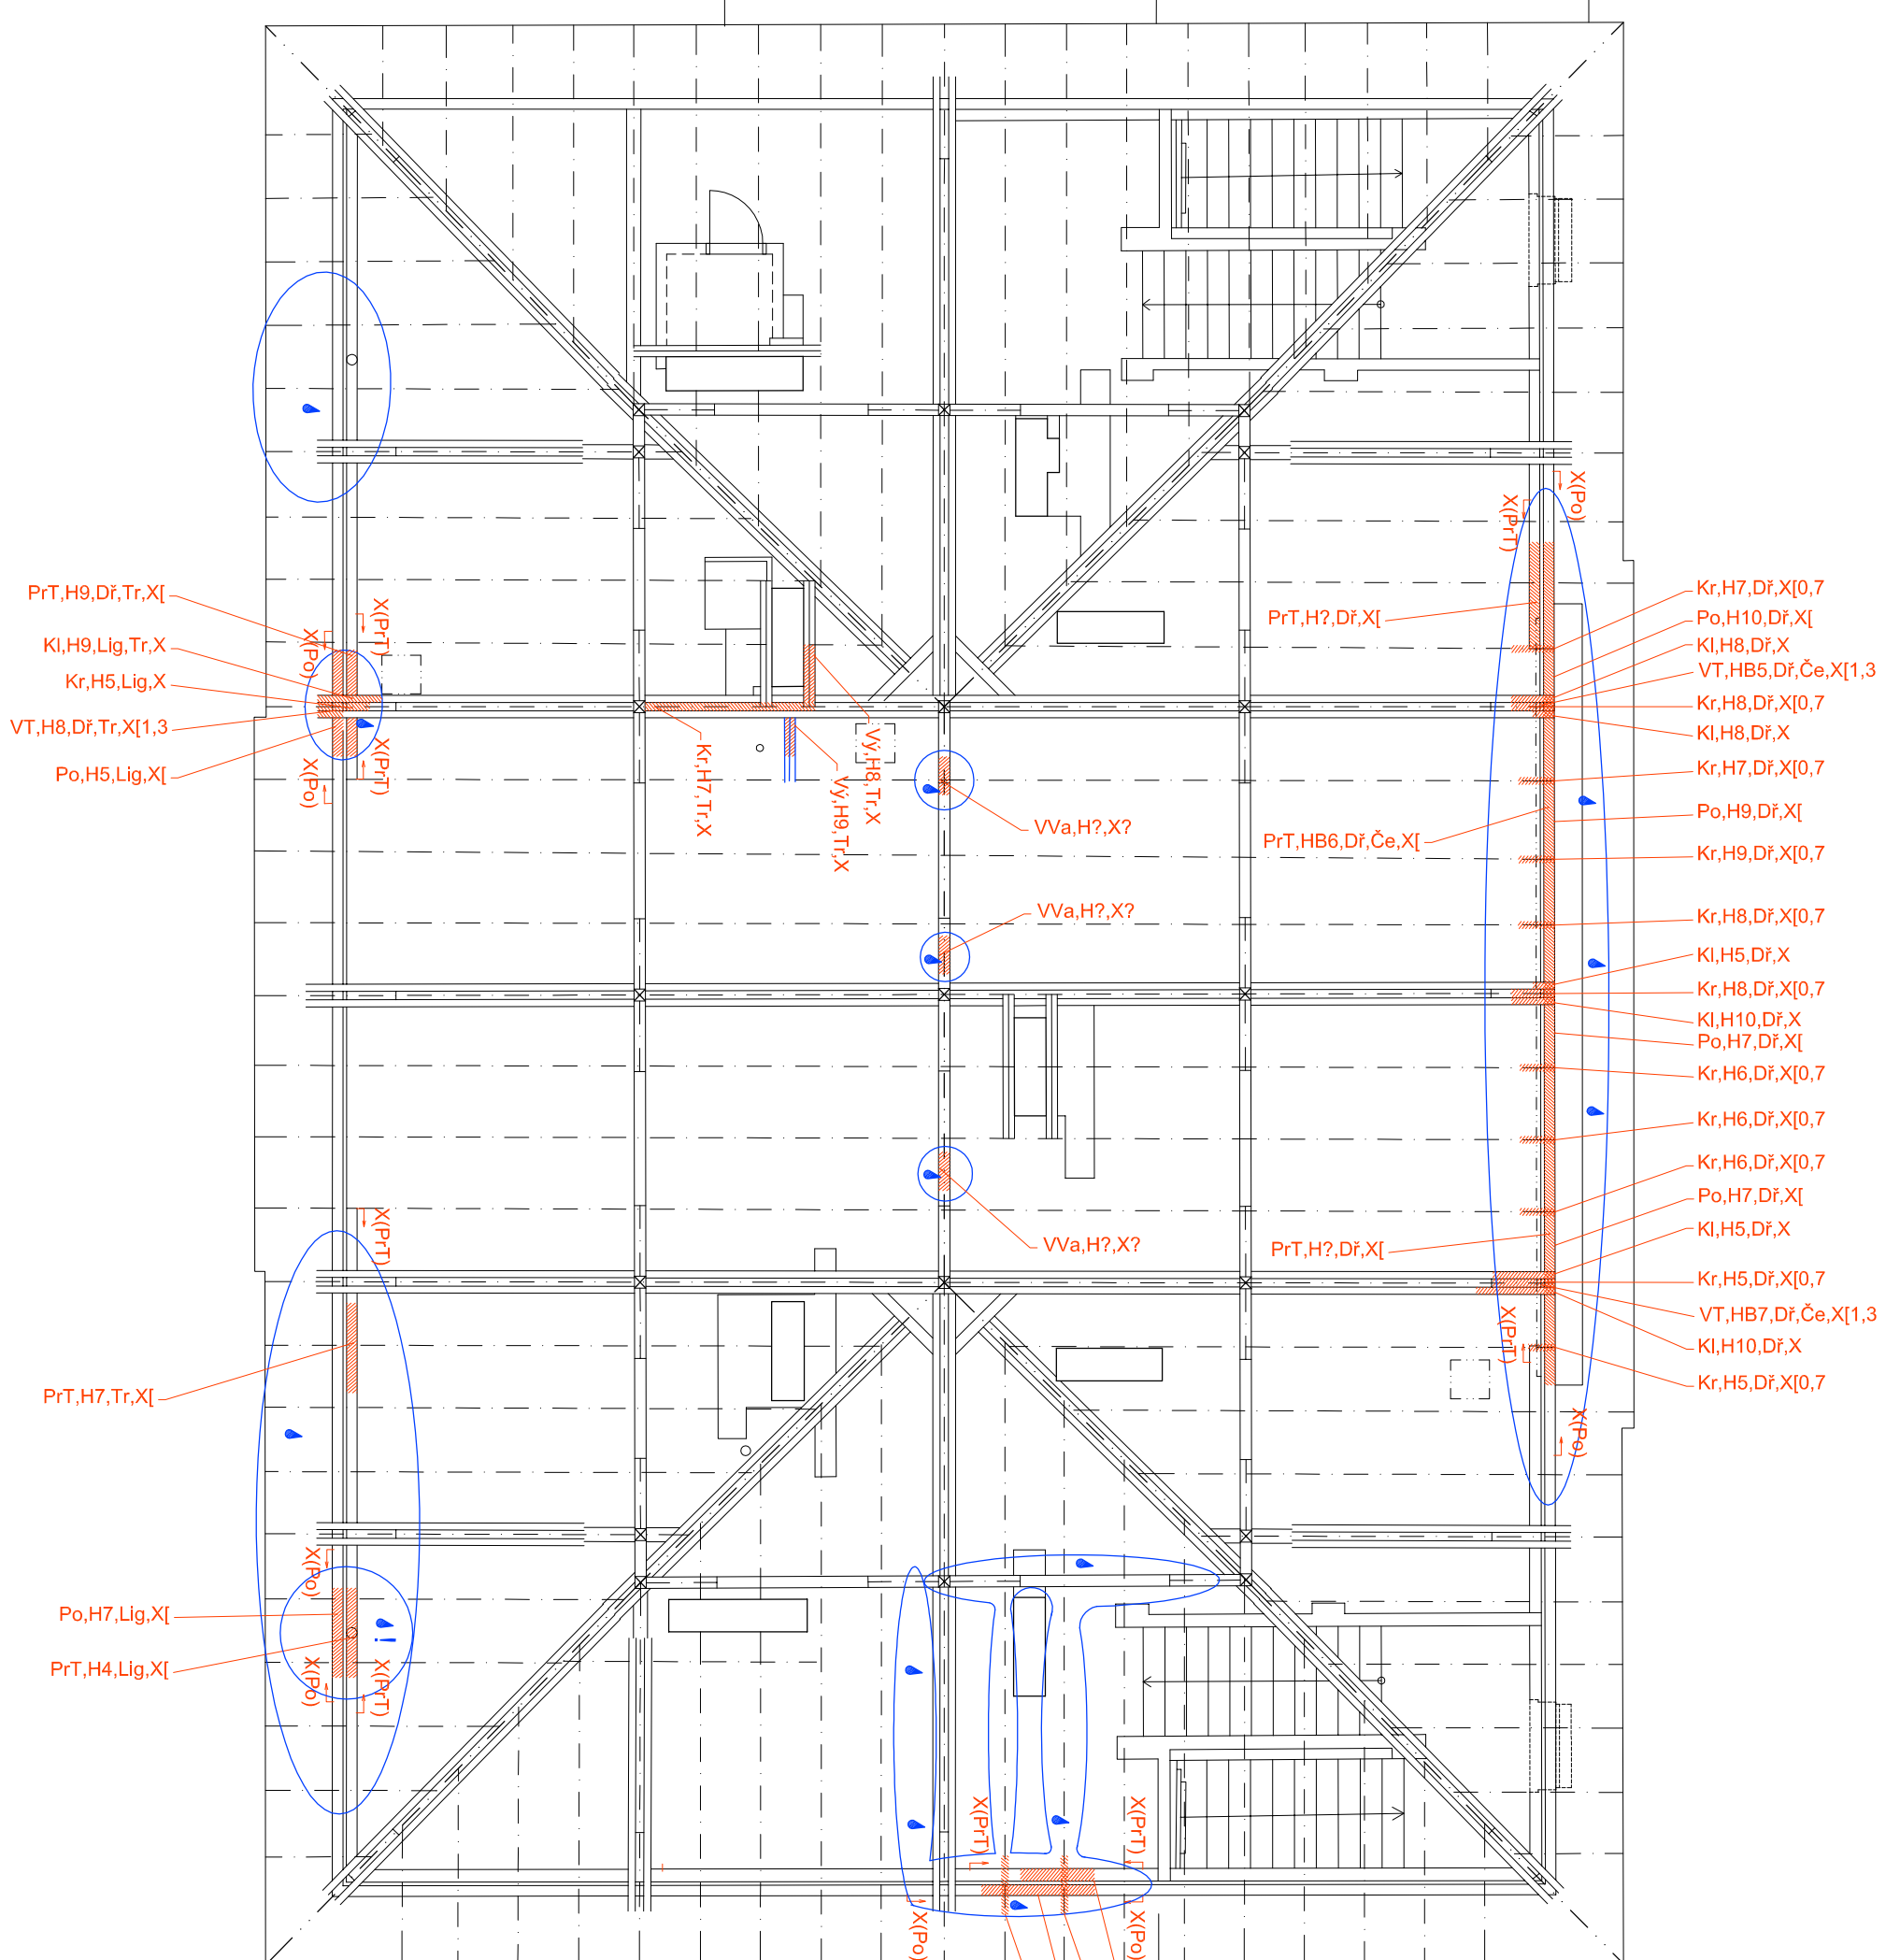 PrT,H9,Dř,Tr,X[
Kl,H9,Lig,Tr,X
Kr,H5,Lig,X
VT,H8,Dř,Tr,X[1,3
Po,H5,Lig,X[
X(Po)
X(PrT)
X(Po)
X(PrT)
Kr,H7,Tr,X
Vý,H9,Tr,X
Vý,H8,Tr,X
VVa,H?,X?
VVa,H?,X?
VVa,H?,X?
X(PrT)
X(Po)
PrT,H?,Dř,X[
PrT,HB6,Dř,Če,X[
PrT,H?,Dř,X[
X(PrT)
X(Po)
Kr,H7,Dř,X[0,7
Po,H10,Dř,X[
Kl,H8,Dř,X
VT,HB5,Dř,Če,X[1,3
Kr,H8,Dř,X[0,7
Kl,H8,Dř,X
Kr,H7,Dř,X[0,7
Po,H9,Dř,X[
Kr,H9,Dř,X[0,7
Kr,H8,Dř,X[0,7
Kl,H5,Dř,X
Kr,H8,Dř,X[0,7
Kl,H10,Dř,X
Po,H7,Dř,X[
Kr,H6,Dř,X[0,7
Kr,H6,Dř,X[0,7
Kr,H6,Dř,X[0,7
Po,H7,Dř,X[
Kl,H5,Dř,X
Kr,H5,Dř,X[0,7
VT,HB7,Dř,Če,X[1,3
Kl,H10,Dř,X
Kr,H5,Dř,X[0,7
X(PrT)
PrT,H7,Tr,X[
X(Po)
!
Po,H7,Lig,X[
PrT,H4,Lig,X[
X(Po)
X(PrT)
X(PrT)
X(PrT)
X(Po)
X(Po)